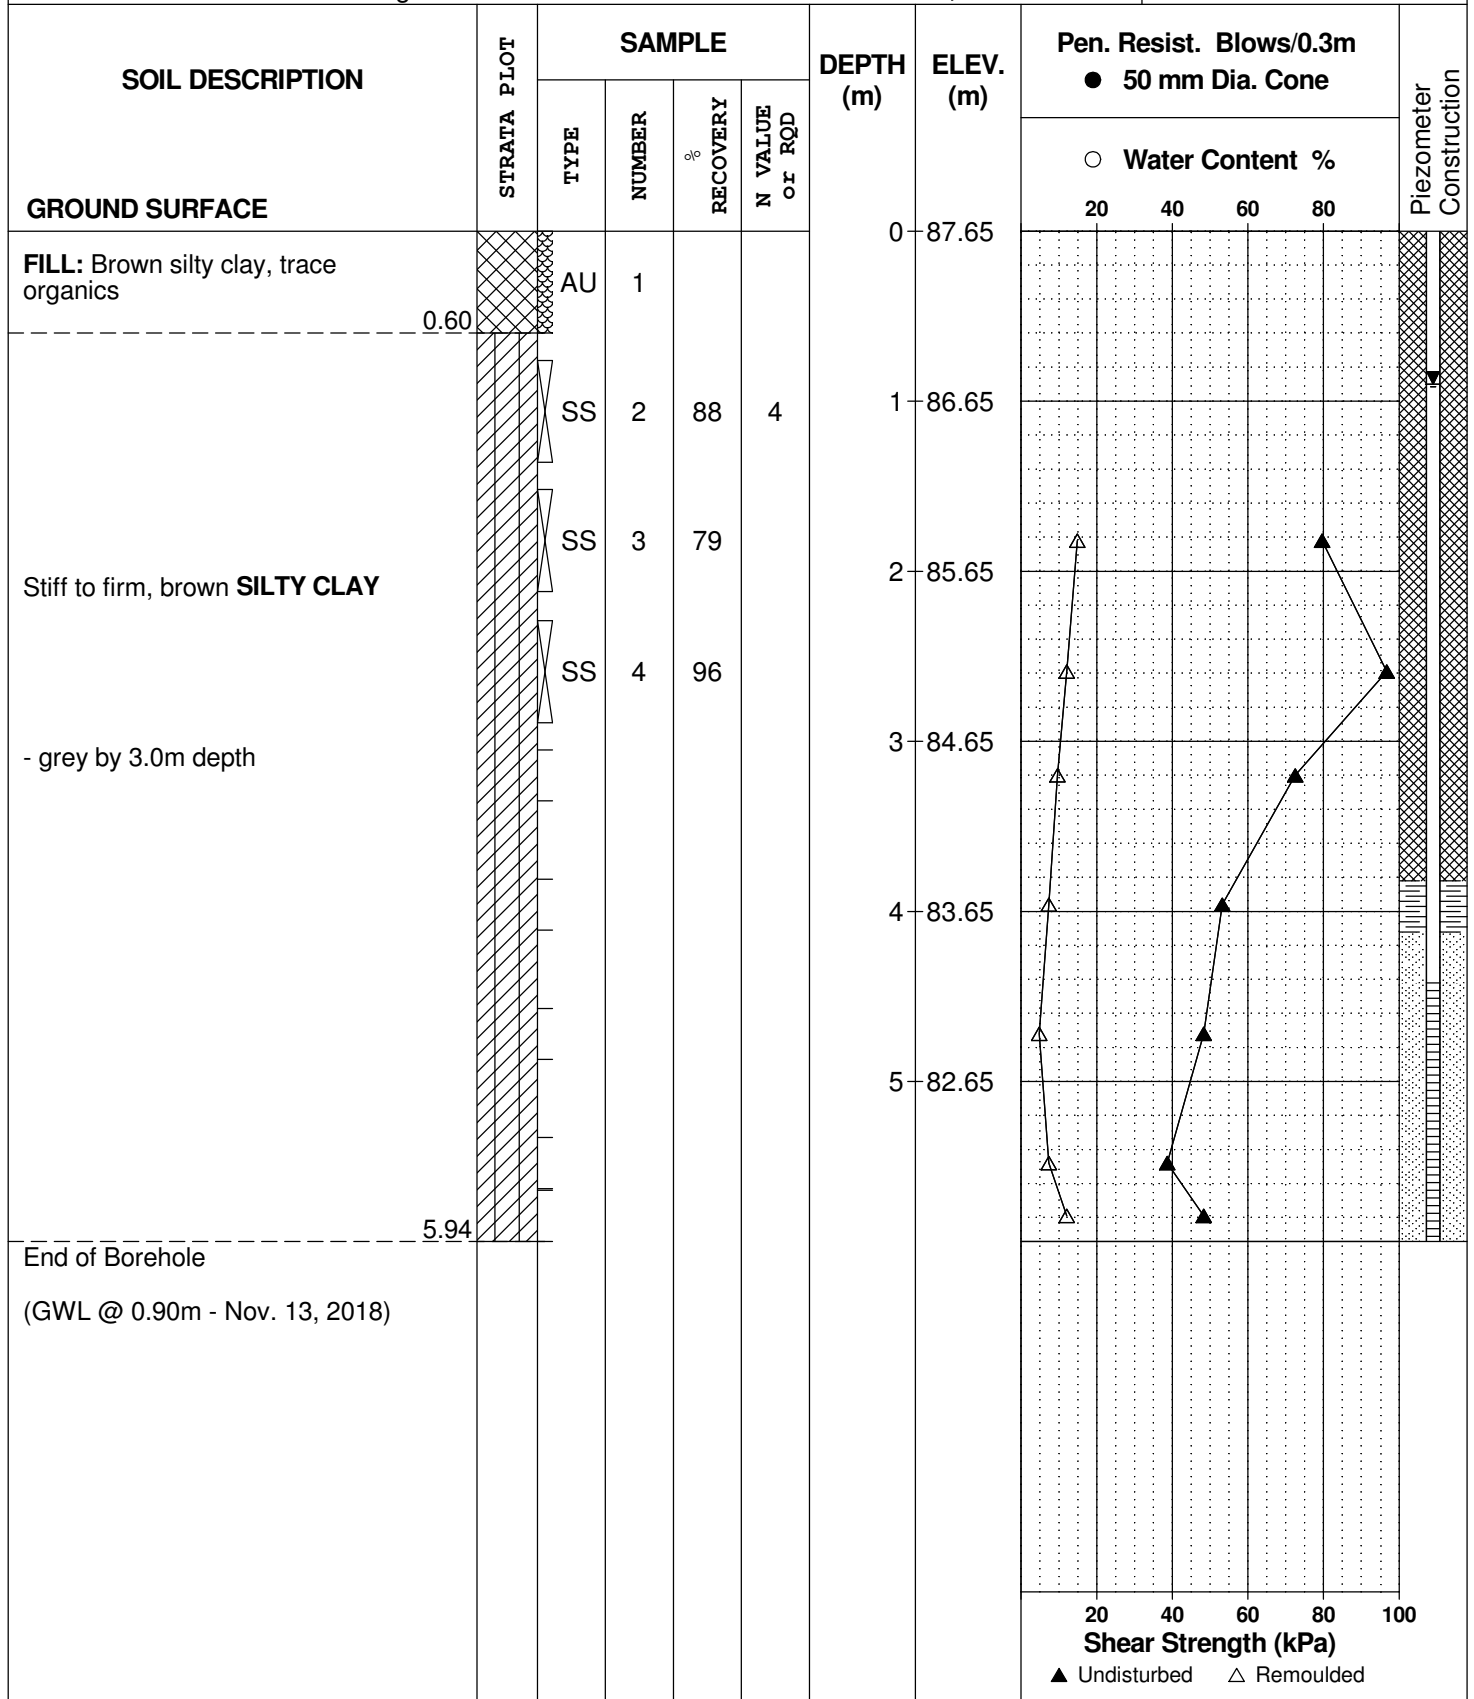 SOIL DESCRIPTION
GROUND SURFACE
STRATA PLOT
SAMPLE
TYPE
NUMBER
%
RECOVERY
N VALUE
or RQD
DEPTH
(m)
ELEV.
(m)
Pen. Resist. Blows/0.3m
● 50 mm Dia. Cone
○ Water Content %
20 40 60 80
Piezometer
Construction
0 87.65
FILL: Brown silty clay, trace
organics
0.60
AU 1
1 86.65
SS 2 88 4
SS 3 79
2 85.65
Stiff to firm, brown SILTY CLAY
SS 4 96
3 84.65
- grey by 3.0m depth
4 83.65
5 82.65
5.94
End of Borehole
(GWL @ 0.90m - Nov. 13, 2018)
20 40 60 80 100
Shear Strength (kPa)
▲ Undisturbed △ Remoulded